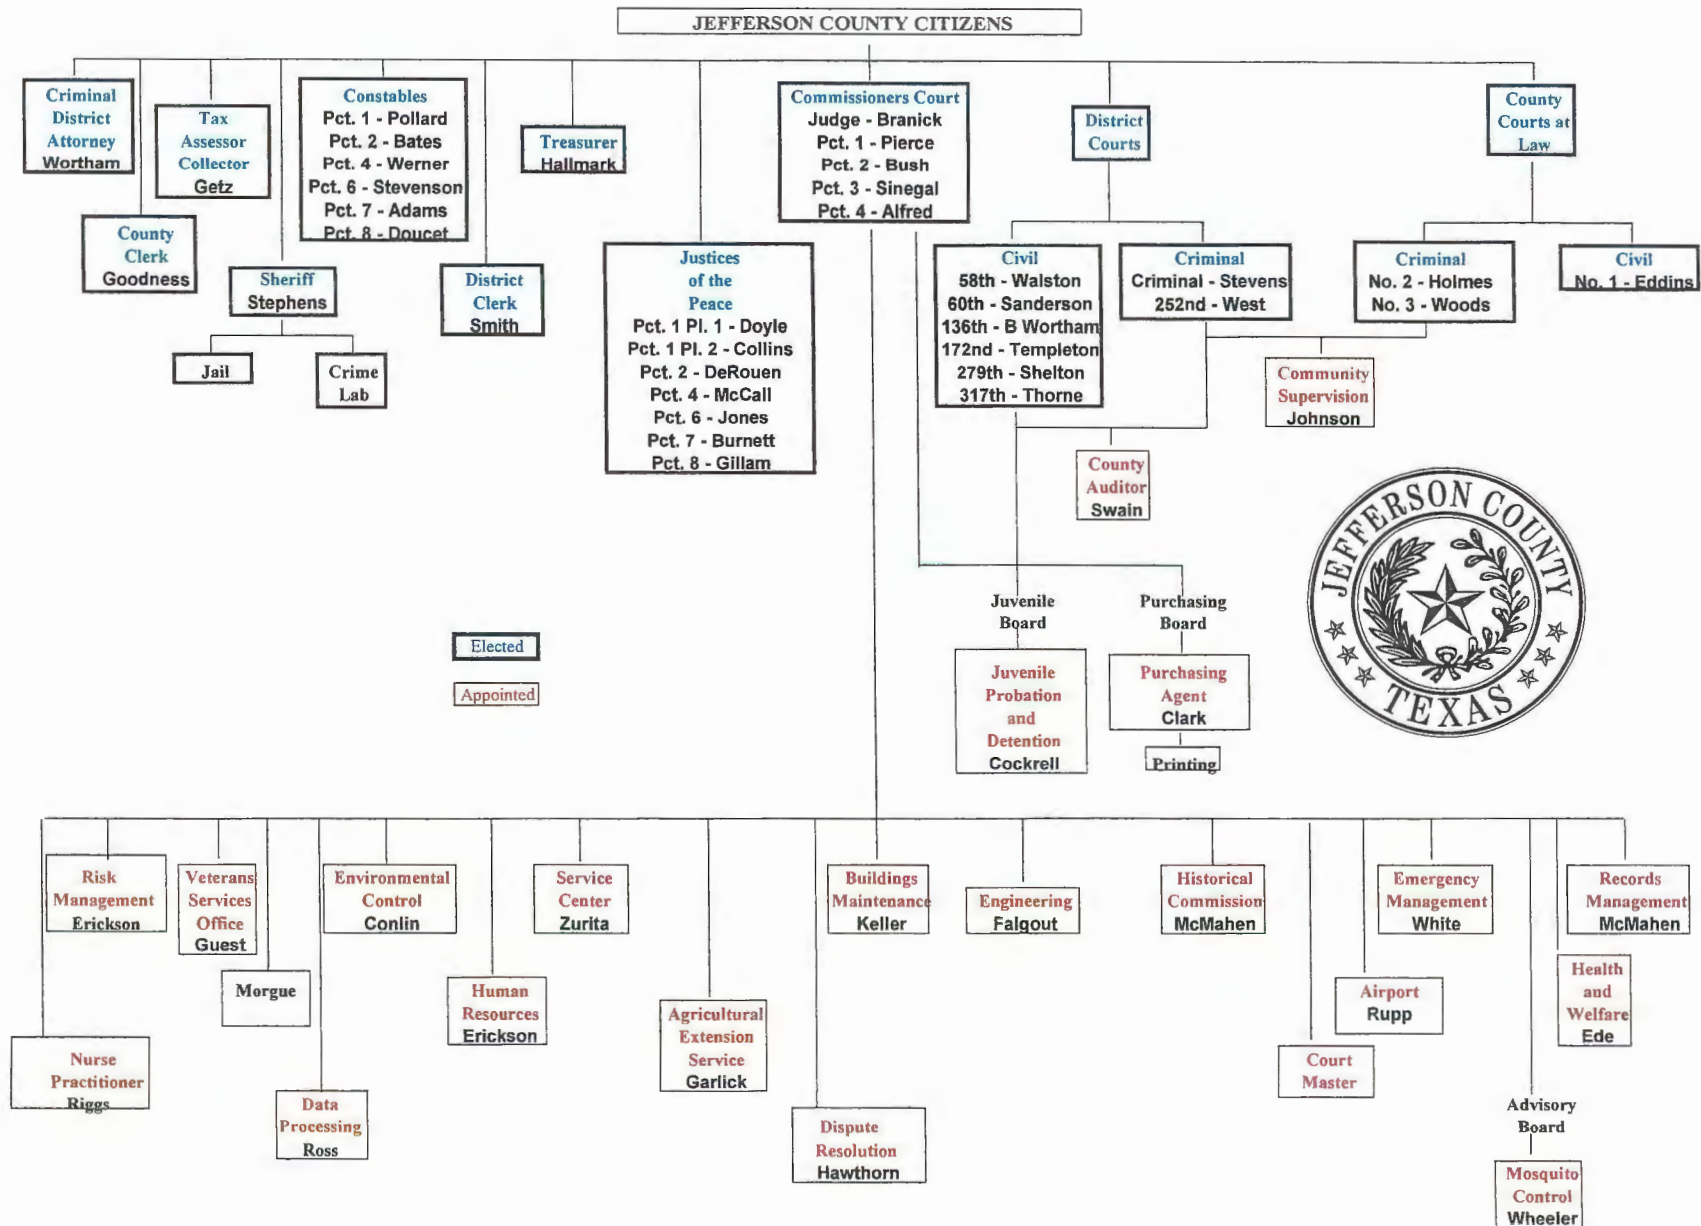 JEFFERSON COUNTY CITIZENS
Criminal
District
Attorney
Wortham
County
Clerk
Goodness
Tax
Assessor
Collector
Getz
Sheriff
Stephens
Jail
Crime
Lab
Constables
Pct. 1 - Pollard
Pct. 2 - Bates
Pct. 4 - Werner
Pct. 6 - Stevenson
Pct. 7 - Adams
Pct. 8 - Doucet
District
Clerk
Smith
Treasurer
Hallmark
Justices
of the
Peace
Pct. 1 Pl. 1 - Doyle
Pct. 1 Pl. 2 - Collins
Pct. 2 - DeRouen
Pct. 4 - McCall
Pct. 6 - Jones
Pct. 7 - Burnett
Pct. 8 - Gillam
Commissioners Court
Judge - Branick
Pct. 1 - Pierce
Pct. 2 - Bush
Pct. 3 - Sinegal
Pct. 4 - Alfred
District
Courts
Civil
58th - Walston
60th - Sanderson
136th - B Wortham
172nd - Templeton
279th - Shelton
317th - Thorne
Criminal
Criminal - Stevens
252nd - West
County
Courts at
Law
Criminal
No. 2 - Holmes
No. 3 - Woods
Civil
No. 1 - Eddins
Community
Supervision
Johnson
County
Auditor
Swain
Juvenile
Board
Juvenile
Probation
and
Detention
Cockrell
Purchasing
Board
Purchasing
Agent
Clark
Printing
JEFFERSON COUNTY
TEXAS
Elected
Appointed
Risk
Management
Erickson
Veterans
Services
Office
Guest
Environmental
Control
Conlin
Service
Center
Zurita
Buildings
Maintenance
Keller
Engineering
Falgout
Historical
Commission
McMahen
Emergency
Management
White
Records
Management
McMahen
Morgue
Human
Resources
Erickson
Agricultural
Extension
Service
Garlick
Airport
Rupp
Health
and
Welfare
Ede
Nurse
Practitioner
Riggs
Data
Processing
Ross
Dispute
Resolution
Hawthorn
Court
Master
Advisory
Board
Mosquito
Control
Wheeler